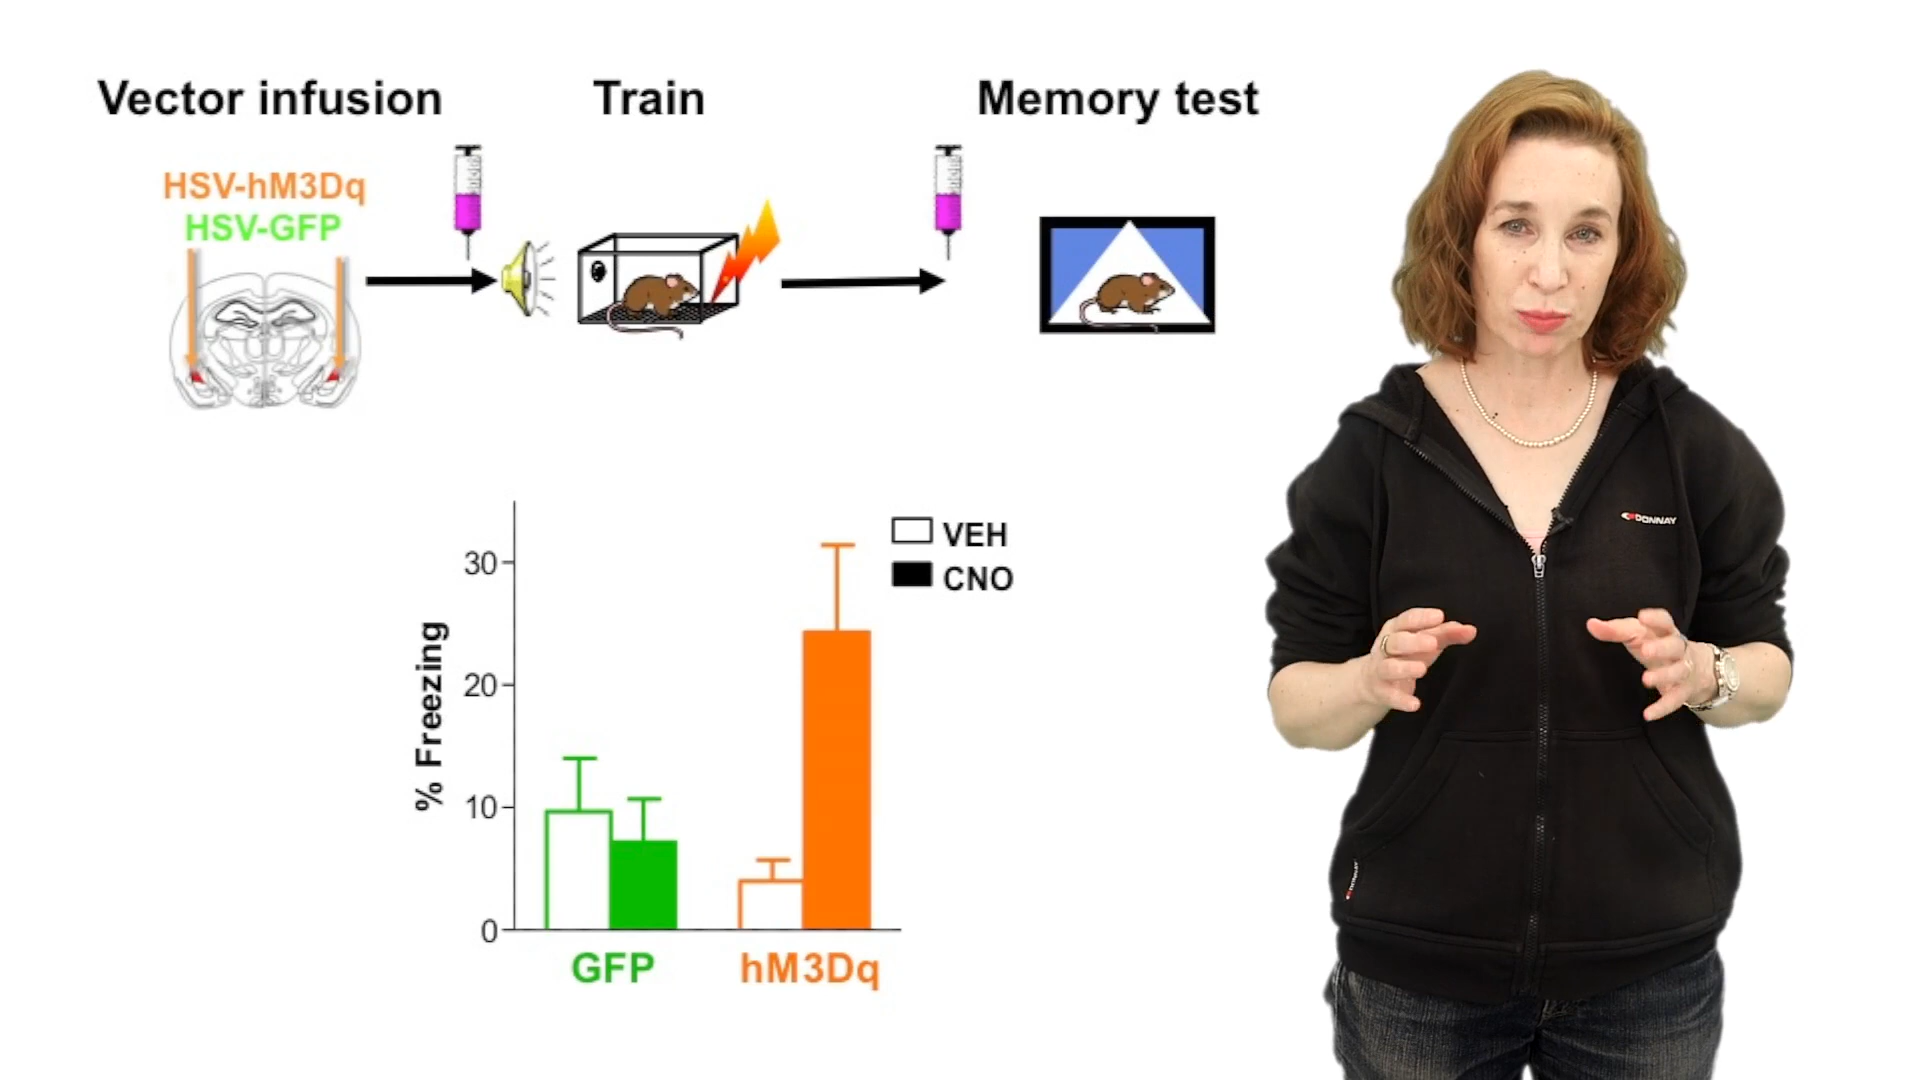 Vector infusion
Train
Memory test
HSV-hM3Dq
HSV-GFP
VEH
CNO
% Freezing
30
20
10
0
GFP
hM3Dq
DONNAY